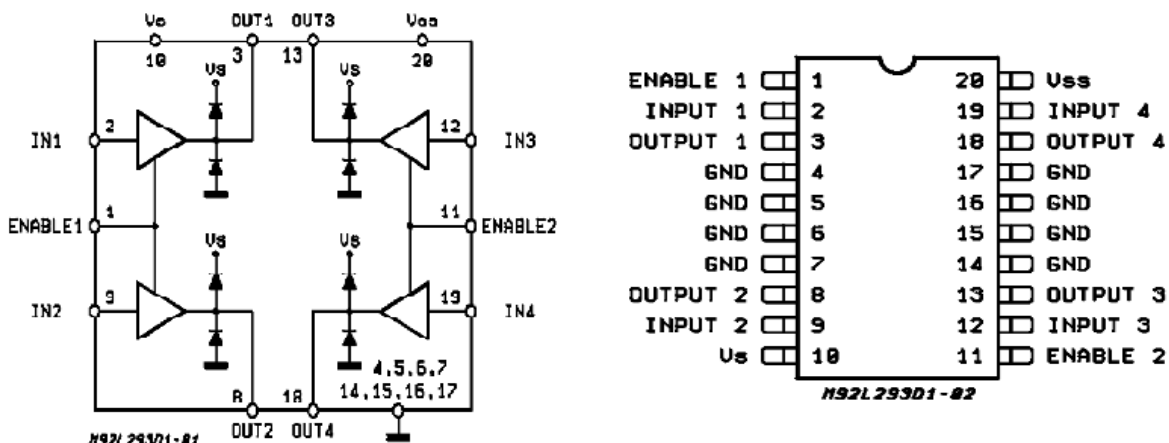 Vs OUT1 OUT3 Vss
10 3 13 20
Vs Vs
IN1 2 12 IN3
ENABLE1 1 11 ENABLE2
Vs Vs
IN2 9 19 IN4
4,5,6,7
8 18 14,15,16,17
OUT2 OUT4
M92L293D1-01
ENABLE 1 1 20 Vss
INPUT 1 2 19 INPUT 4
OUTPUT 1 3 18 OUTPUT 4
GND 4 17 GND
GND 5 16 GND
GND 6 15 GND
GND 7 14 GND
OUTPUT 2 8 13 OUTPUT 3
INPUT 2 9 12 INPUT 3
Vs 10 11 ENABLE 2
M92L293D1-02